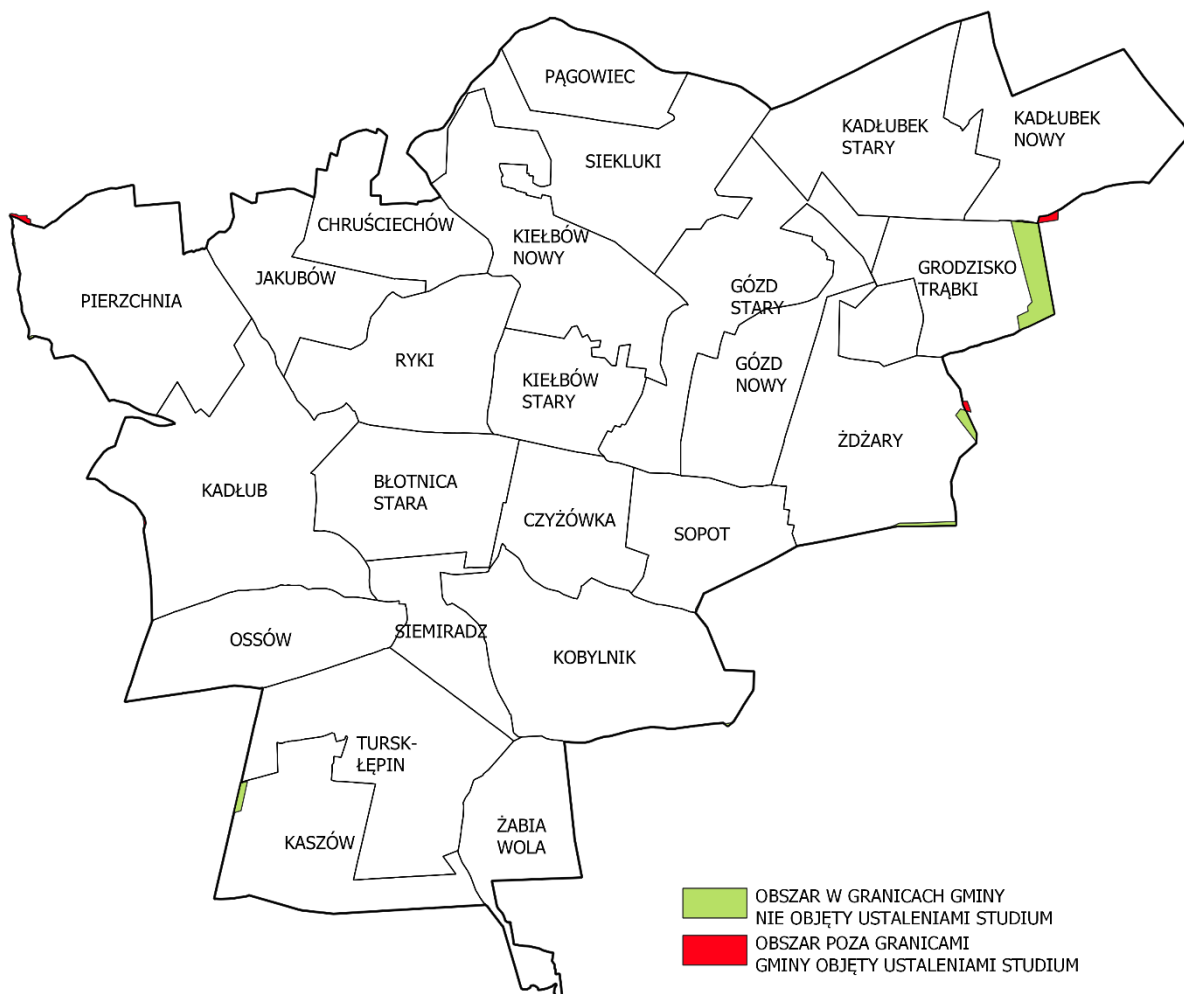 PĄGOWIEC
KADŁUBEK
STARY
KADŁUBEK
NOWY
SIEKLUKI
CHRUŚCIECHÓW
KIEŁBÓW
NOWY
JAKUBÓW
PIERZCHNIA
GÓZD
STARY
GRODZISKO
TRĄBKI
RYKI
KIEŁBÓW
STARY
GÓZD
NOWY
ŻDŻARY
KADŁUB
BŁOTNICA
STARA
CZYŻÓWKA
SOPOT
OSSÓW
SIEMIRADZ
KOBYLNIK
TURSK-
ŁĘPIN
KASZÓW
ŻABIA
WOLA
OBSZAR W GRANICACH GMINY
NIE OBJĘTY USTALENIAMI STUDIUM
OBSZAR POZA GRANICAMI
GMINY OBJĘTY USTALENIAMI STUDIUM